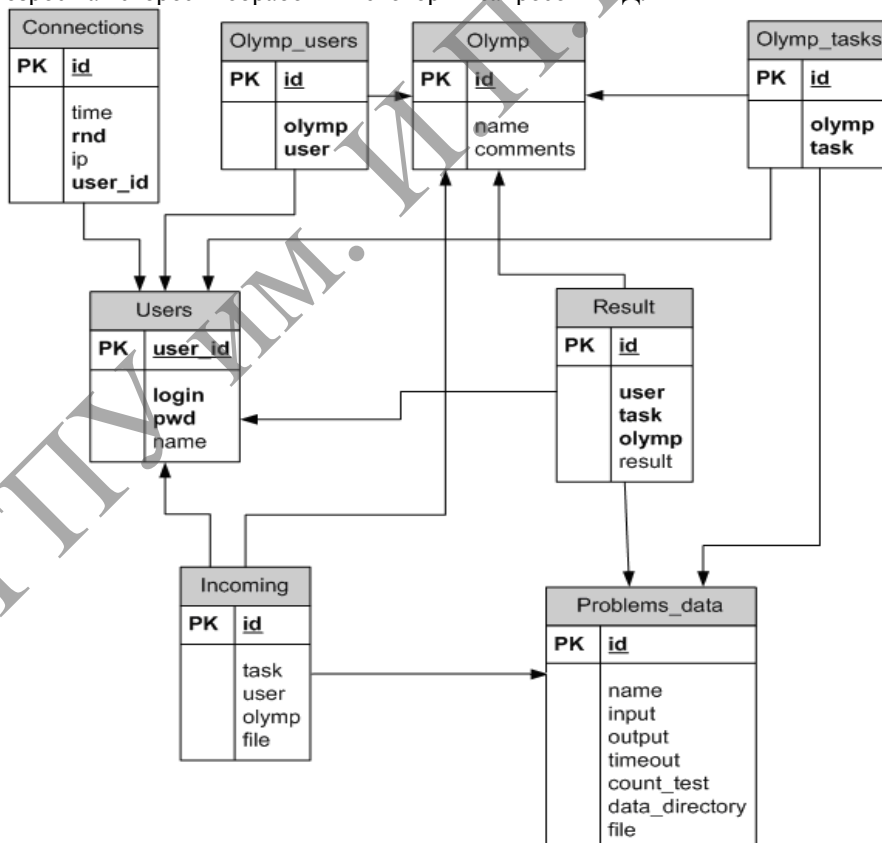 Connections
PK id
time
rnd
ip
user_id
Olymp_users
PK id
olymp
user
Olymp
PK id
name
comments
Olymp_tasks
PK id
olymp
task
Users
PK user_id
login
pwd
name
Result
PK id
user
task
olymp
result
Incoming
PK id
task
user
olymp
file
Problems_data
PK id
name
input
output
timeout
count_test
data_directory
file
ГПУ им. И.П.